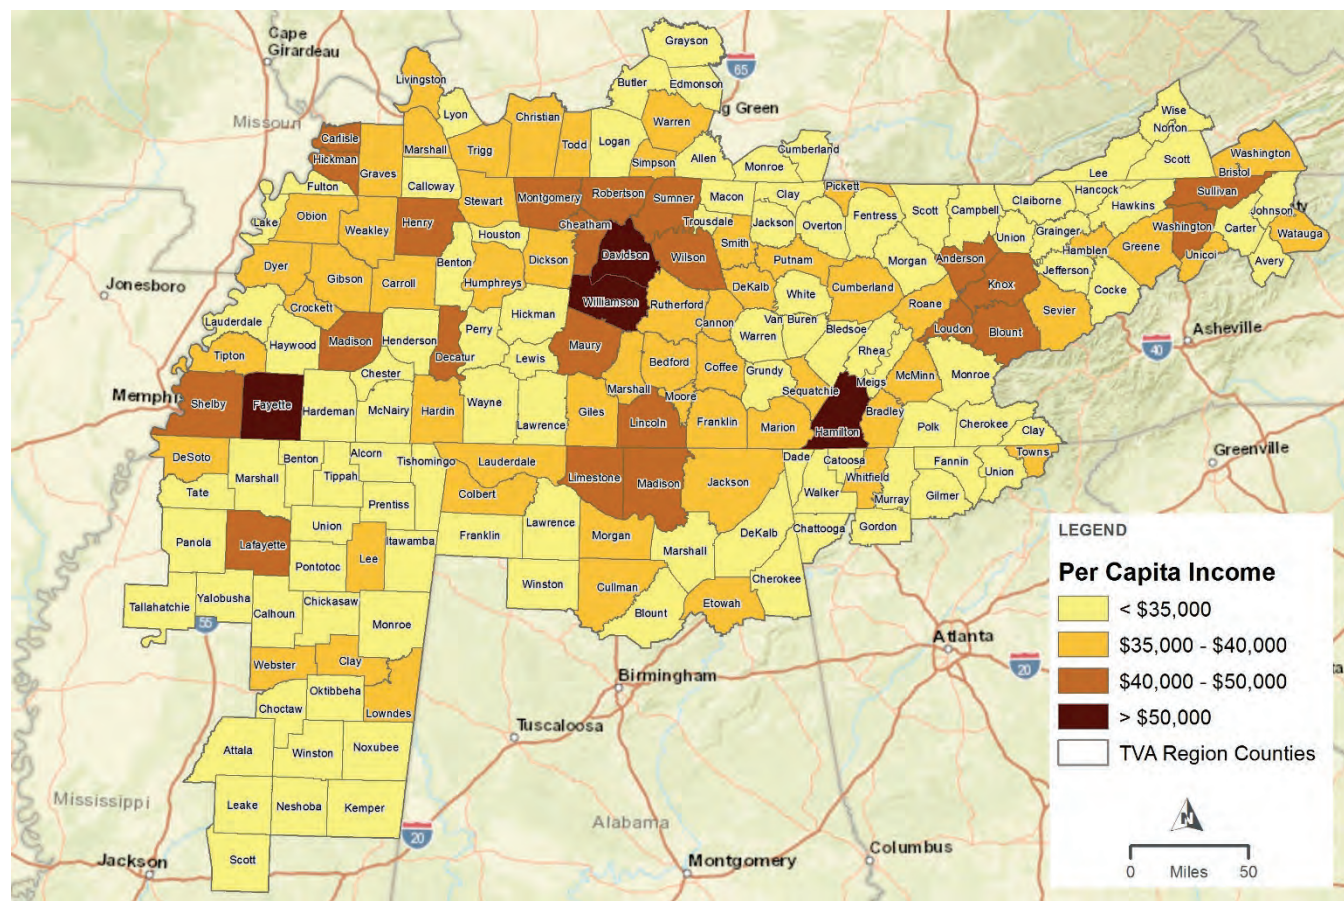 Cape
Girardeau
Grayson
65
Livingston
Butler
Edmonson
g Green
Wise
Missou
Lyon
Christian
Warren
Norton
Carlisle
Hickman
Marshall
Trigg
Todd
Logan
Simpson
Allen
Monroe
Cumberland
Scott
Washington
Graves
Lee
Bristol
Fulton
Calloway
Stewart
Montgomery
Robertson
Sumner
Macon
Clay
Pickett
Hancock
Sullivan
Claiborne
Hawkins
Lake
Obion
Weakley
Henry
Houston
Cheatham
Trousdale
Jackson
Overton
Fentress
Scott
Campbell
Union
Grainger
Washington
Johnson
ty
Carter
Watauga
Smith
Hamblen
Greene
Unicoi
Avery
Dyer
Benton
Dickson
Davidson
Wilson
Putnam
Morgan
Anderson
Jefferson
Cocke
Jonesboro
Gibson
Carroll
Humphreys
Williamson
Rutherford
DeKalb
White
Cumberland
Roane
Knox
Sevier
Crockett
Lauderdale
Haywood
Madison
Henderson
Decatur
Perry
Hickman
Cannon
Van Buren
Warren
Bledsoe
Rhea
Loudon
Blount
Asheville
40
Tipton
Chester
Lewis
Maury
Bedford
Coffee
Grundy
Meigs
McMinn
Monroe
Memphi
Shelby
Fayette
Hardeman
McNairy
Hardin
Wayne
Lawrence
Giles
Marshall
Moore
Lincoln
Franklin
Sequatchie
Marion
Hamilton
Bradley
Polk
Cherokee
Clay
DeSoto
Marshall
Benton
Tippah
Alcorn
Tishomingo
Lauderdale
Limestone
Madison
Jackson
Dade
Catoosa
Whitfield
Fannin
Towns
Union
Greenville
Tate
Prentiss
Colbert
Walker
Murray
Gilmer
Panola
Lafayette
Union
Lee
Itawamba
Franklin
Lawrence
Morgan
Marshall
DeKalb
Chattooga
Gordon
Pontotoc
Tallahatchie
Yalobusha
55
Calhoun
Chickasaw
Monroe
Winston
Cullman
Blount
Etowah
Cherokee
Webster
Clay
Oktibbeha
Choctaw
Lowndes
Birmingham
Atlanta
20
Tuscaloosa
Attala
Winston
Noxubee
Mississippi
Leake
Neshoba
Kemper
20
Alabama
Scott
Jackson
Montgomery
Columbus
LEGEND
Per Capita Income
< $35,000
$35,000 - $40,000
$40,000 - $50,000
> $50,000
TVA Region Counties
N
0 Miles 50